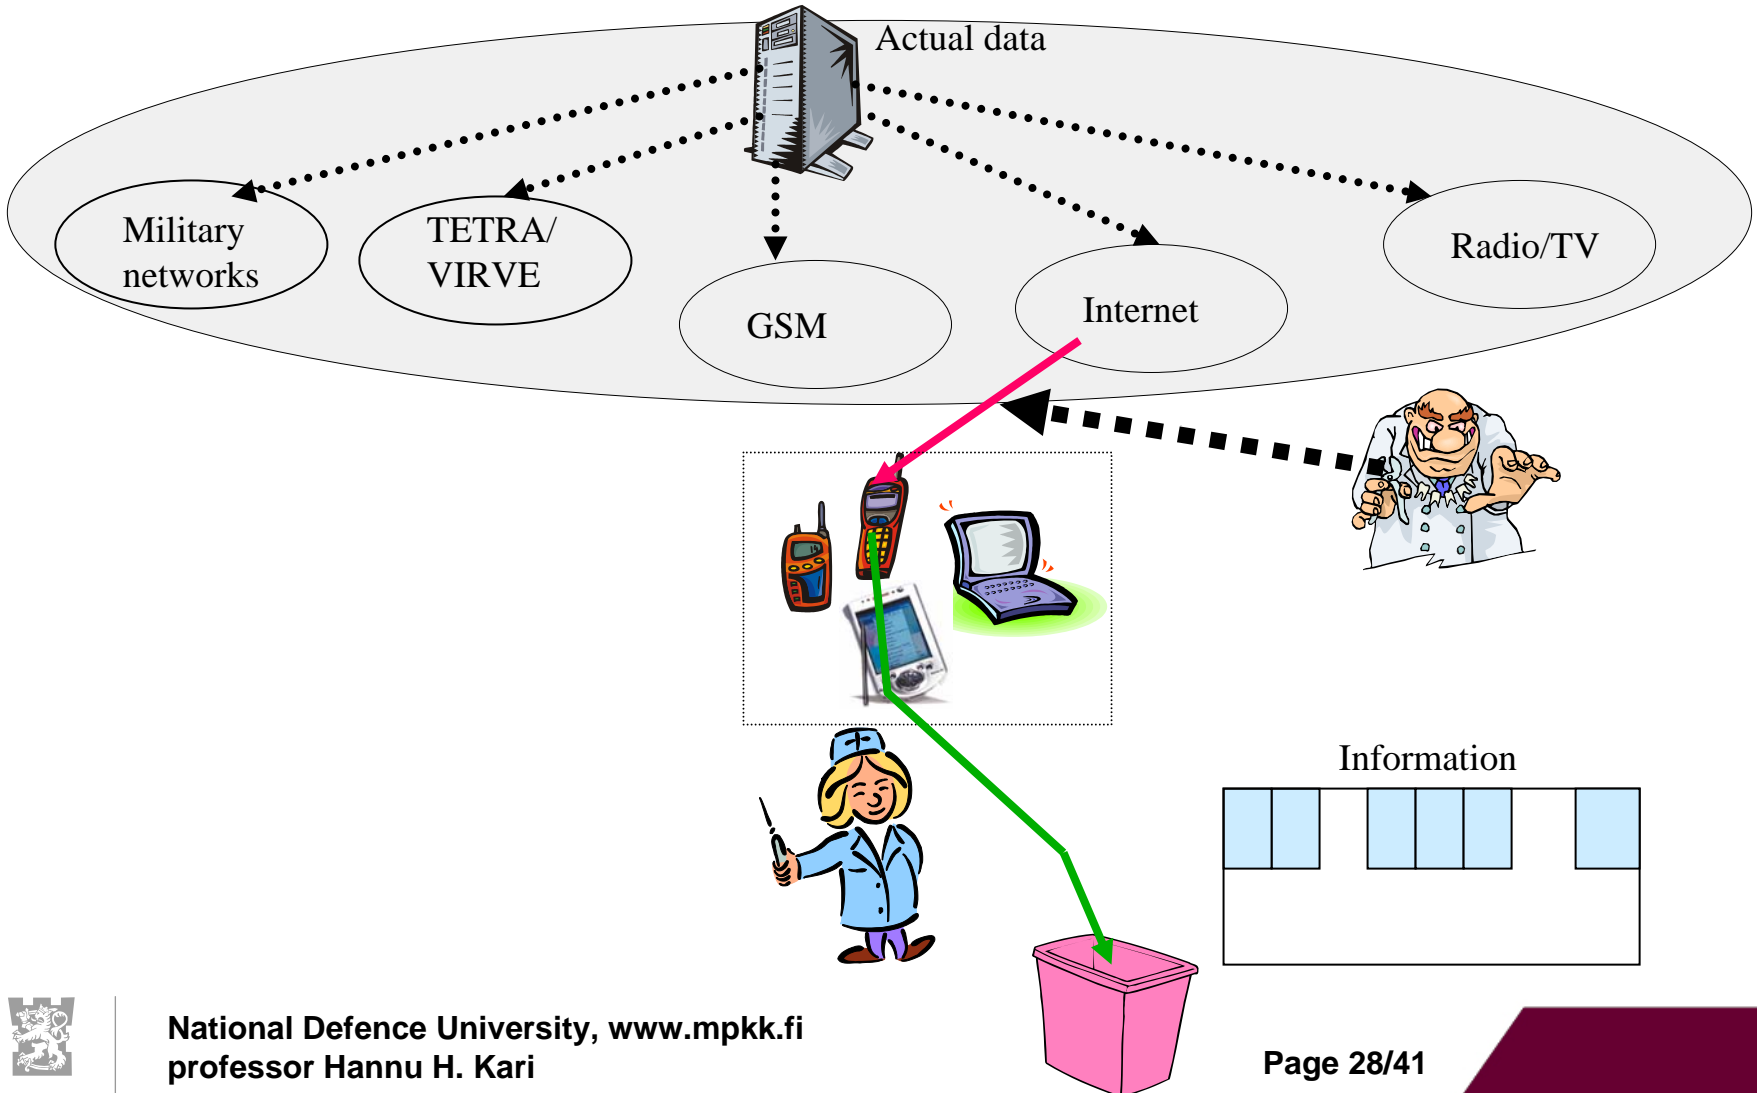 Actual data
Military
networks
TETRA/
VIRVE
GSM
Internet
Radio/TV
Information
National Defence University, www.mpkk.fi
professor Hannu H. Kari
Page 28/41